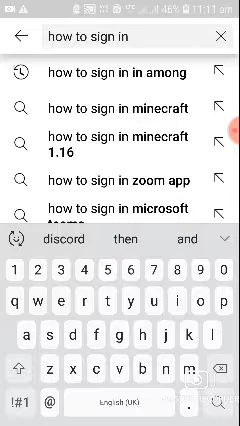 46% 11:11 am
how to sign in
how to sign in in among
how to sign in minecraft
how to sign in minecraft
1.16
how to sign in zoom app
how to sign in microsoft
teams
discord then and
1 2 3 4 5 6 7 8 9 0
q w e r t y u i o p
a s d f g h j k l
z x c v b n m
!#1 @ English (UK) .